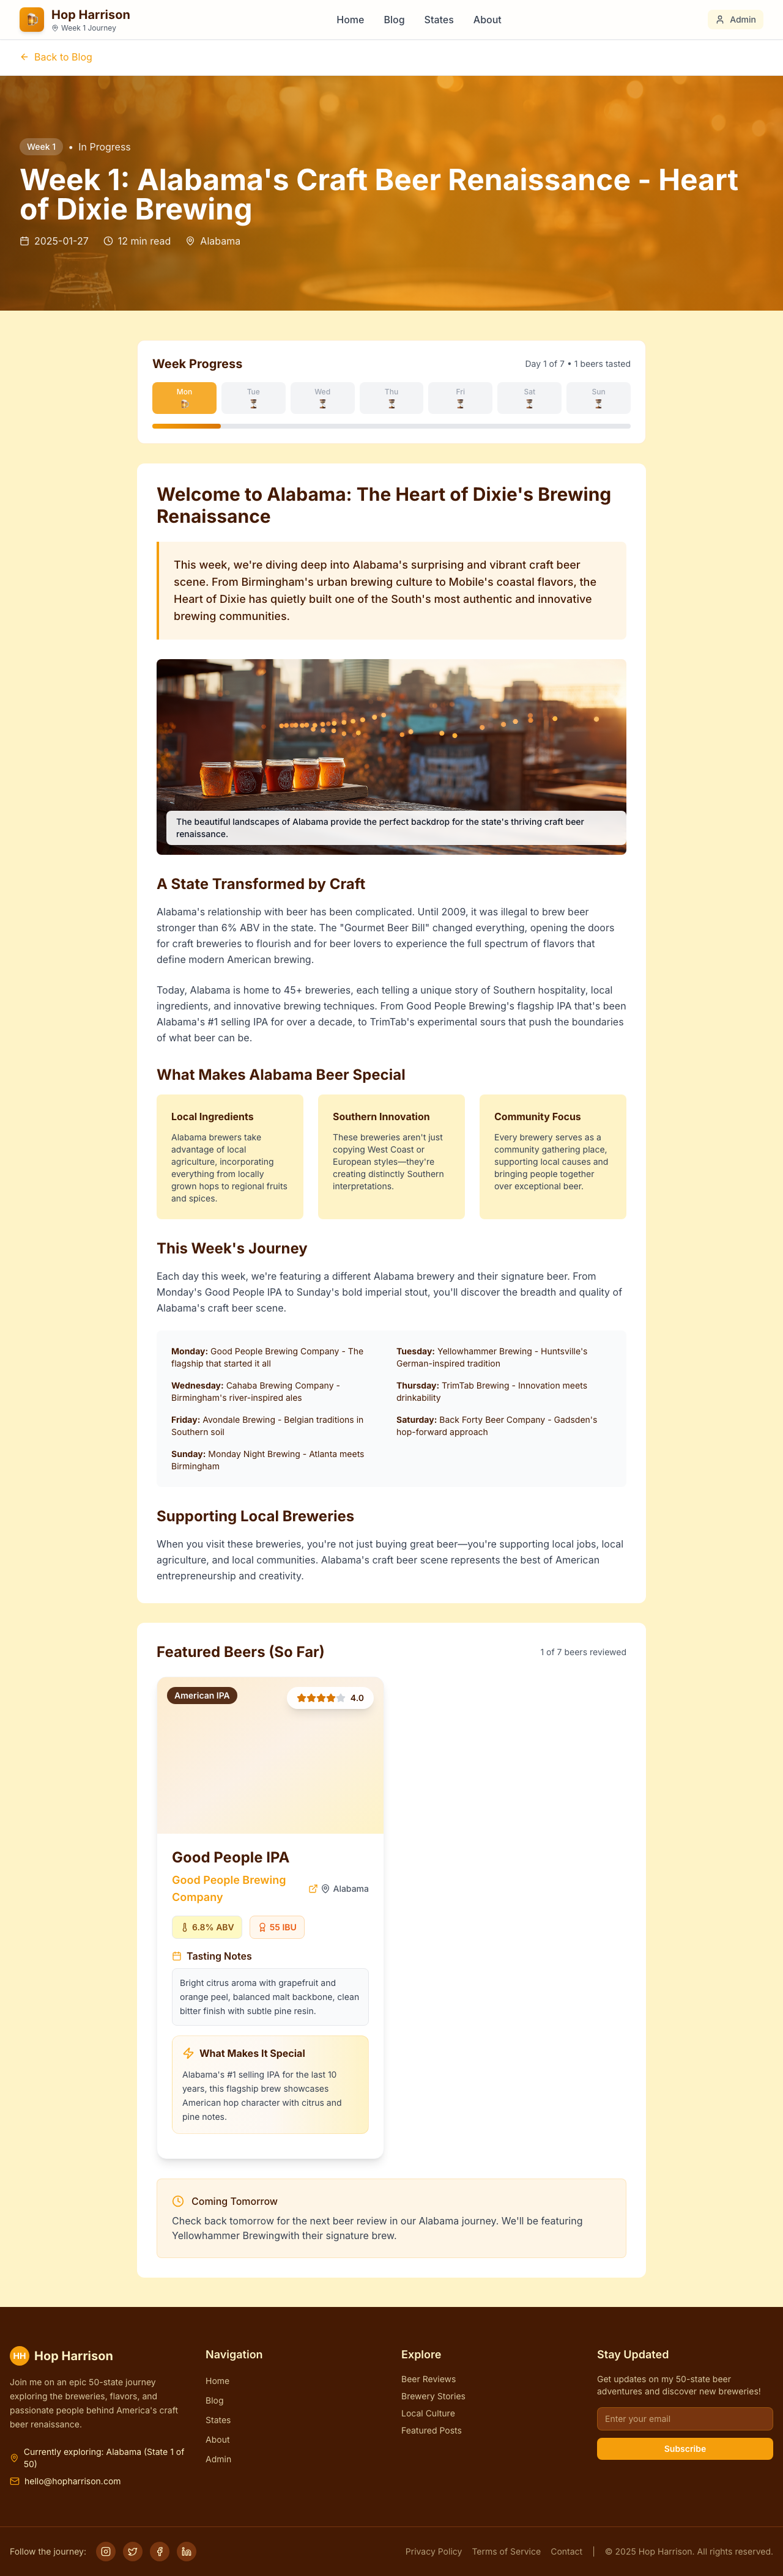 Hop Harrison
Week 1 Journey
Home
Blog
States
About
Admin
Back to Blog
Week 1
• In Progress
Week 1: Alabama's Craft Beer Renaissance - Heart
of Dixie Brewing
2025-01-27
12 min read
Alabama
Week Progress
Day 1 of 7 • 1 beers tasted
Mon
Tue
Wed
Thu
Fri
Sat
Sun
Welcome to Alabama: The Heart of Dixie's Brewing
Renaissance
This week, we're diving deep into Alabama's surprising and vibrant craft beer
scene. From Birmingham's urban brewing culture to Mobile's coastal flavors, the
Heart of Dixie has quietly built one of the South's most authentic and innovative
brewing communities.
The beautiful landscapes of Alabama provide the perfect backdrop for the state's thriving craft beer
renaissance.
A State Transformed by Craft
Alabama's relationship with beer has been complicated. Until 2009, it was illegal to brew beer
stronger than 6% ABV in the state. The "Gourmet Beer Bill" changed everything, opening the doors
for craft breweries to flourish and for beer lovers to experience the full spectrum of flavors that
define modern American brewing.
Today, Alabama is home to 45+ breweries, each telling a unique story of Southern hospitality, local
ingredients, and innovative brewing techniques. From Good People Brewing's flagship IPA that's been
Alabama's #1 selling IPA for over a decade, to TrimTab's experimental sours that push the boundaries
of what beer can be.
What Makes Alabama Beer Special
Local Ingredients
Alabama brewers take
advantage of local
agriculture, incorporating
everything from locally
grown hops to regional fruits
and spices.
Southern Innovation
These breweries aren't just
copying West Coast or
European styles—they're
creating distinctly Southern
interpretations.
Community Focus
Every brewery serves as a
community gathering place,
supporting local causes and
bringing people together
over exceptional beer.
This Week's Journey
Each day this week, we're featuring a different Alabama brewery and their signature beer. From
Monday's Good People IPA to Sunday's bold imperial stout, you'll discover the breadth and quality of
Alabama's craft beer scene.
Monday: Good People Brewing Company - The
flagship that started it all
Tuesday: Yellowhammer Brewing - Huntsville's
German-inspired tradition
Wednesday: Cahaba Brewing Company -
Birmingham's river-inspired ales
Thursday: TrimTab Brewing - Innovation meets
drinkability
Friday: Avondale Brewing - Belgian traditions in
Southern soil
Saturday: Back Forty Beer Company - Gadsden's
hop-forward approach
Sunday: Monday Night Brewing - Atlanta meets
Birmingham
Supporting Local Breweries
When you visit these breweries, you're not just buying great beer—you're supporting local jobs, local
agriculture, and local communities. Alabama's craft beer scene represents the best of American
entrepreneurship and creativity.
Featured Beers (So Far)
1 of 7 beers reviewed
American IPA
4.0
Good People IPA
Good People Brewing
Company
Alabama
6.8% ABV
55 IBU
Tasting Notes
Bright citrus aroma with grapefruit and
orange peel, balanced malt backbone, clean
bitter finish with subtle pine resin.
What Makes It Special
Alabama's #1 selling IPA for the last 10
years, this flagship brew showcases
American hop character with citrus and
pine notes.
Coming Tomorrow
Check back tomorrow for the next beer review in our Alabama journey. We'll be featuring
Yellowhammer Brewingwith their signature brew.
HH
Hop Harrison
Join me on an epic 50-state journey
exploring the breweries, flavors, and
passionate people behind America's craft
beer renaissance.
Currently exploring: Alabama (State 1 of
50)
hello@hopharrison.com
Navigation
Home
Blog
States
About
Admin
Explore
Beer Reviews
Brewery Stories
Local Culture
Featured Posts
Stay Updated
Get updates on my 50-state beer
adventures and discover new breweries!
Enter your email
Subscribe
Follow the journey:
Privacy Policy
Terms of Service
Contact
|
© 2025 Hop Harrison. All rights reserved.